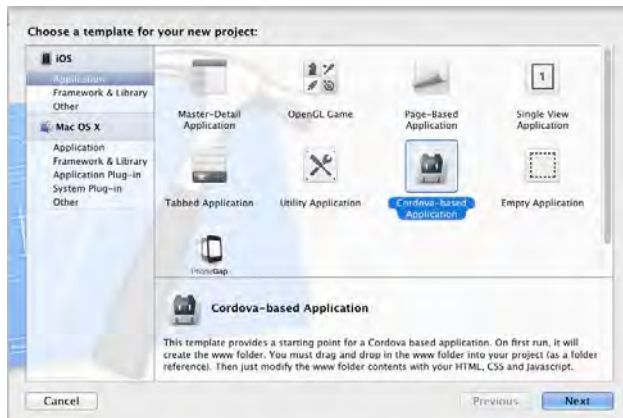 Choose a template for your new project:
iOS
Application
Framework & Library
Other
Mac OS X
Application
Framework & Library
Application Plug-in
System Plug-in
Other
Master-Detail
Application
OpenGL Game
Page-Based
Application
1
Single View
Application
Tabbed Application
Utility Application
Cordova-based
Application
Empty Application
PhoneGap
Cordova-based Application
This template provides a starting point for a Cordova based application. On first run, it will
create the www folder. You must drag and drop in the www folder into your project (as a folder
reference). Then just modify the www folder contents with your HTML, CSS and Javascript.
Cancel
Previous
Next